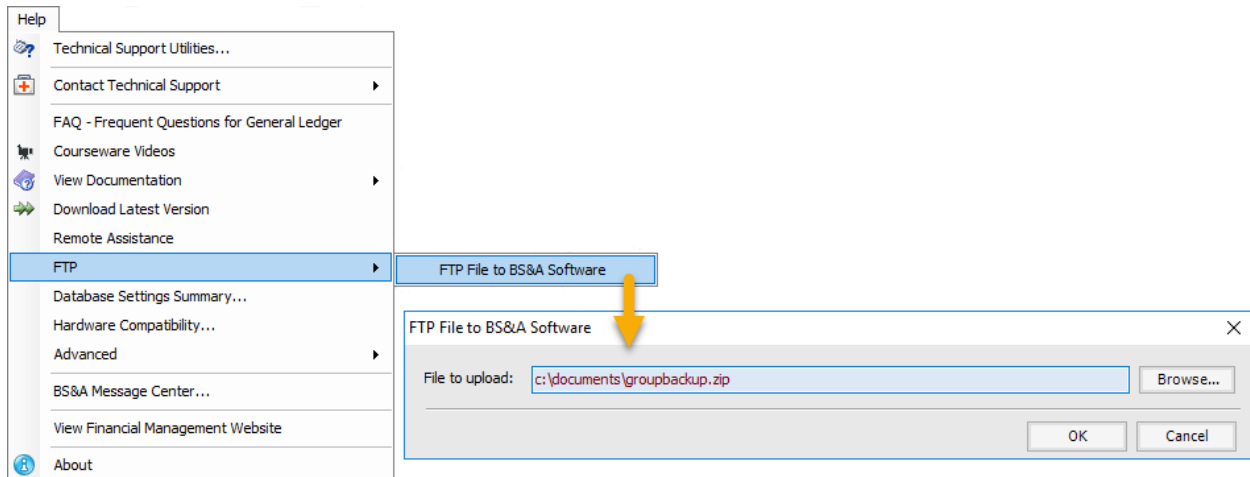 Help
Technical Support Utilities...
Contact Technical Support
FAQ - Frequent Questions for General Ledger
Courseware Videos
View Documentation
Download Latest Version
Remote Assistance
FTP
FTP File to BS&A Software
Database Settings Summary...
Hardware Compatibility...
Advanced
BS&A Message Center...
View Financial Management Website
About
FTP File to BS&A Software
File to upload: c:\documents\groupbackup.zip Browse...
OK Cancel